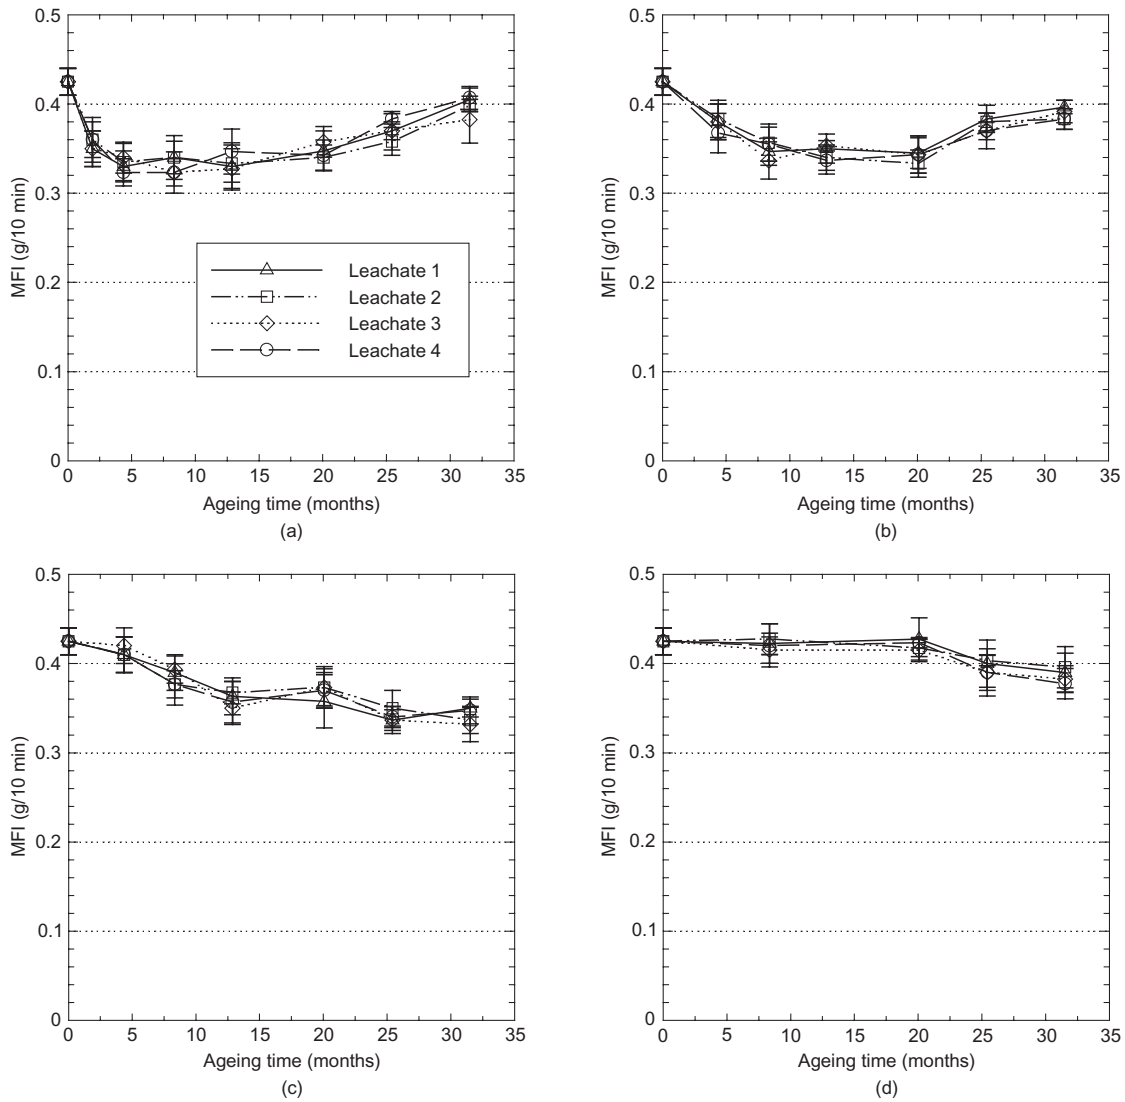 0.5
0.4
0.3
0.2
0.1
0
MFI (g/10 min)
Leachate 1
Leachate 2
Leachate 3
Leachate 4
0 5 10 15 20 25 30 35
Ageing time (months)
(a)
0.5
0.4
0.3
0.2
0.1
0
MFI (g/10 min)
0 5 10 15 20 25 30 35
Ageing time (months)
(b)
0.5
0.4
0.3
0.2
0.1
0
MFI (g/10 min)
0 5 10 15 20 25 30 35
Ageing time (months)
(c)
0.5
0.4
0.3
0.2
0.1
0
MFI (g/10 min)
0 5 10 15 20 25 30 35
Ageing time (months)
(d)